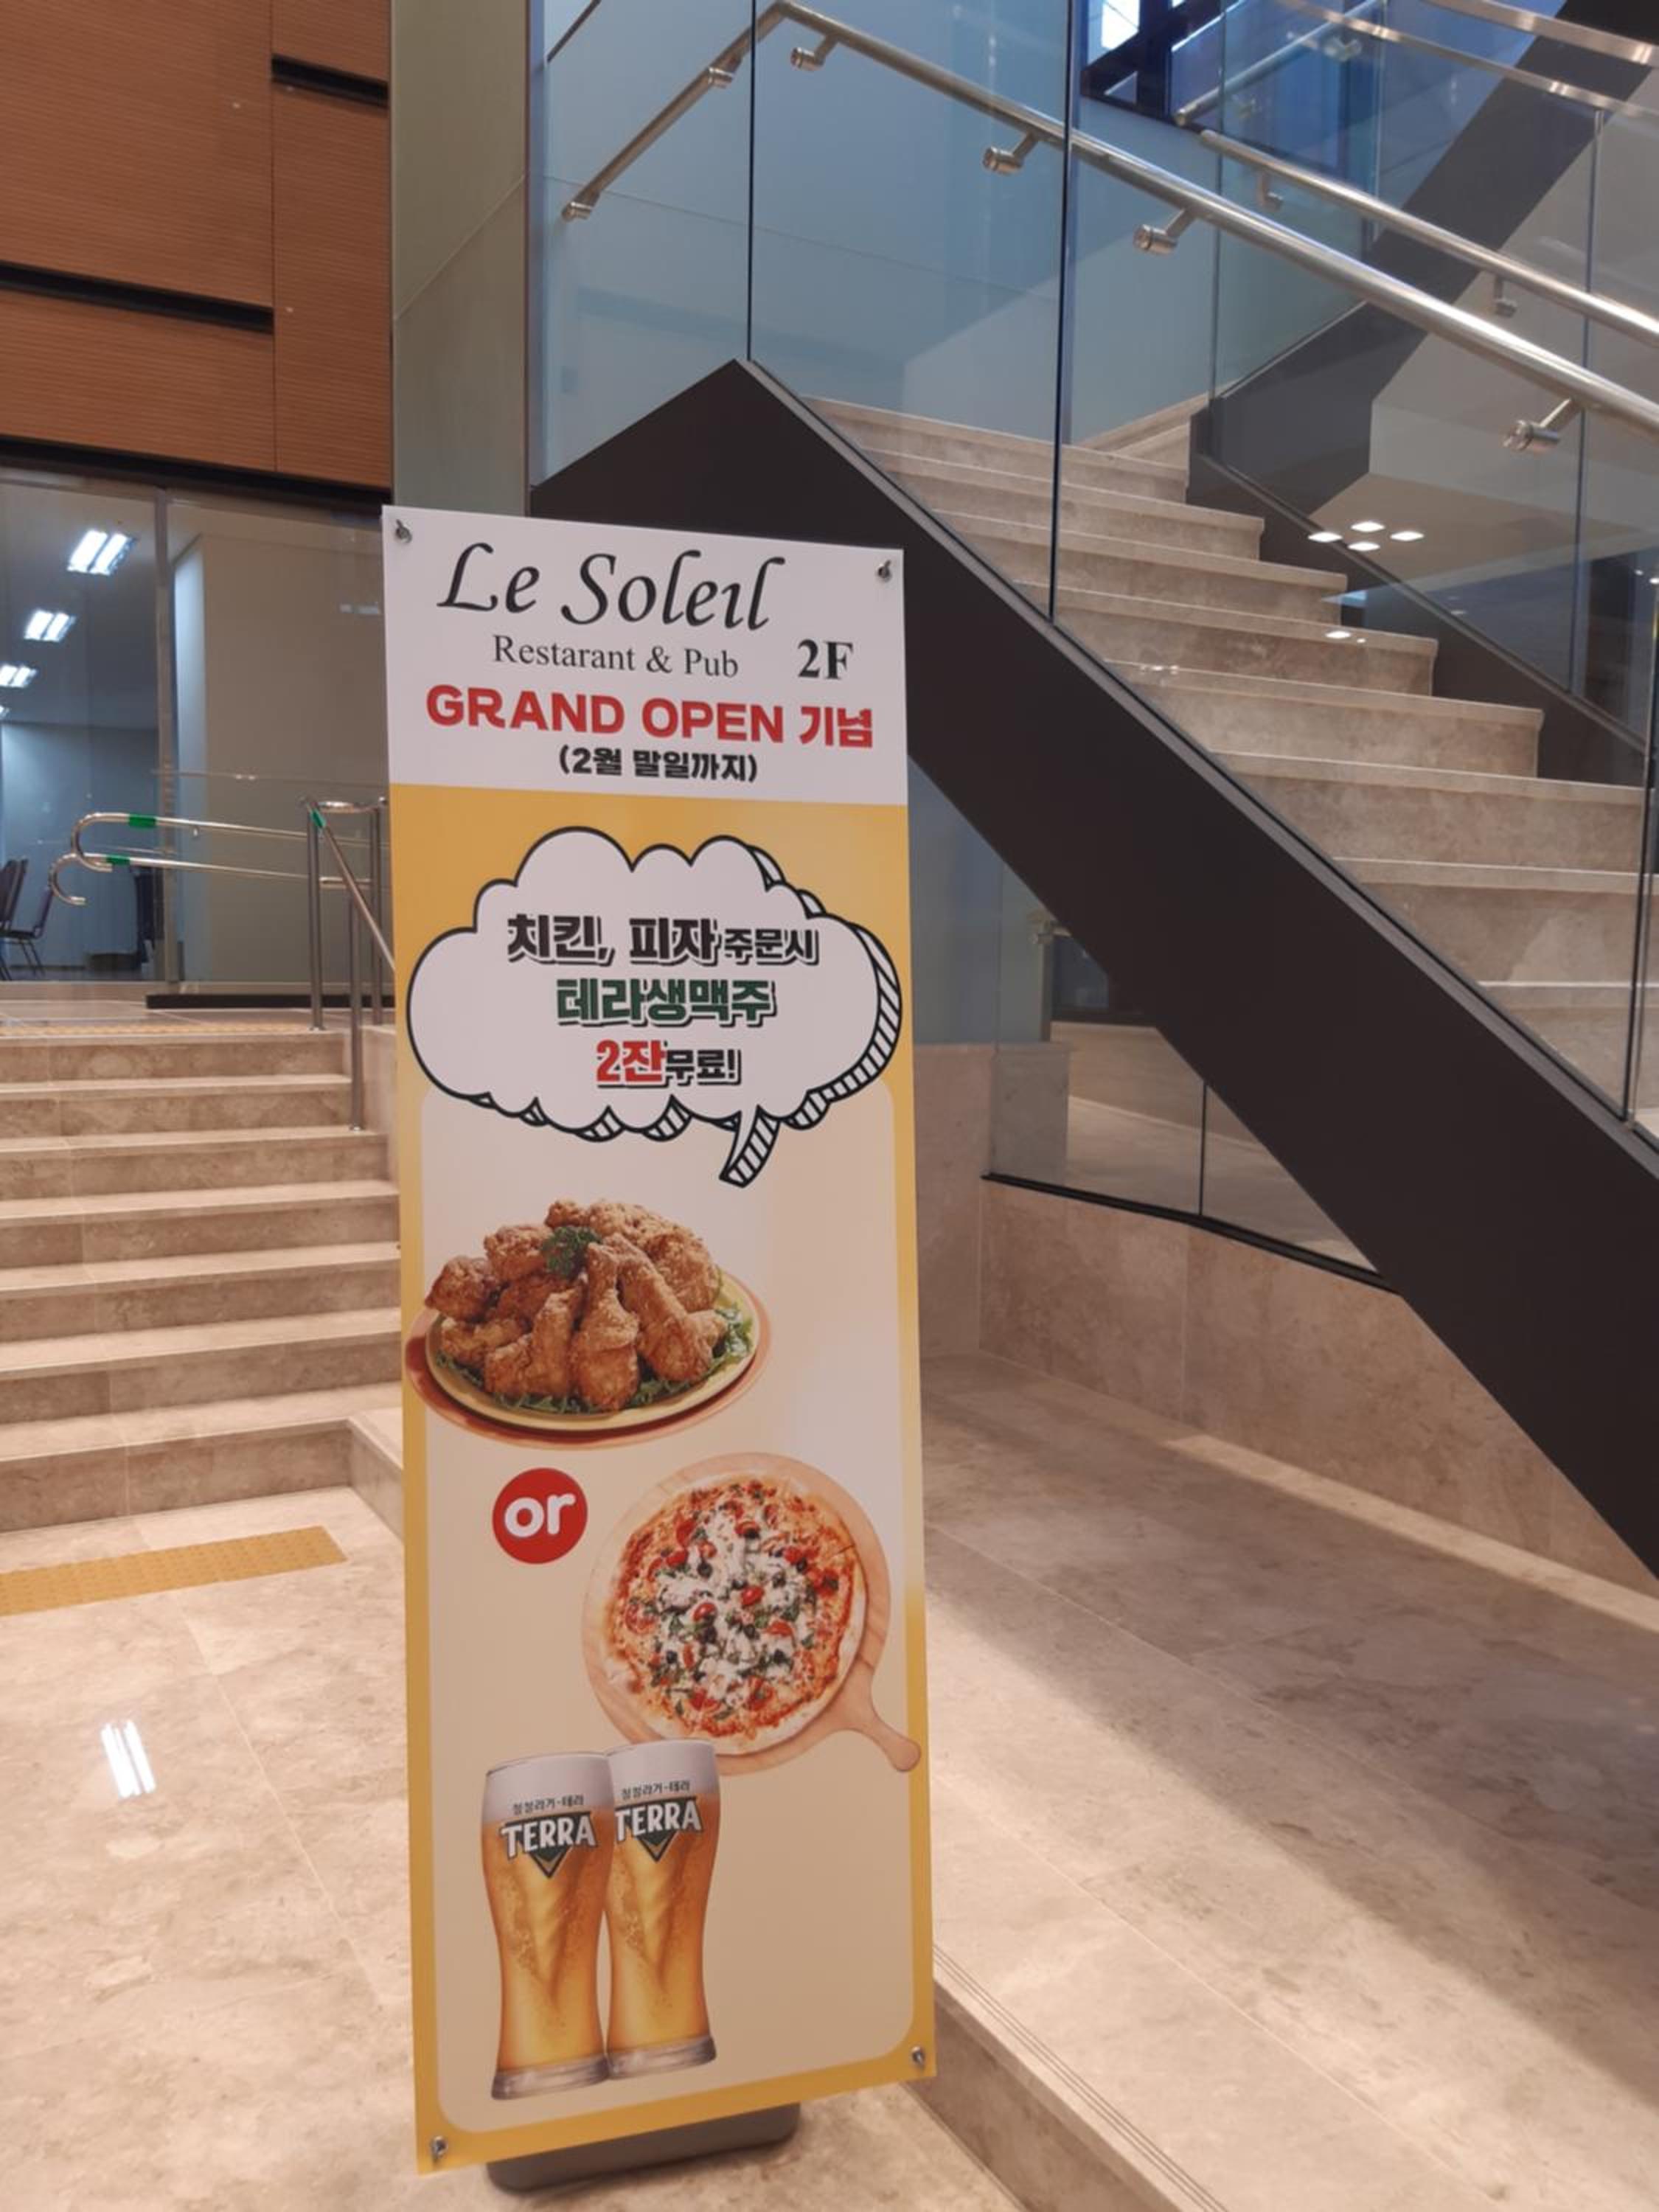 Le Soleil
Restarant & Pub 2F
GRAND OPEN 기념
(2월 말일까지)
치킨, 피자 주문시
테라생맥주
2잔무료!
or
청정라거-테라 청정라거-테라
TERRA TERRA